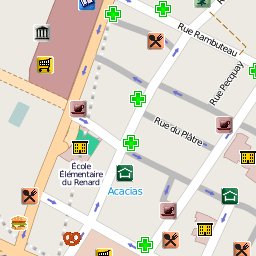 Rue Rambuteau
Rue Pecquay
Rue du Plâtre
École
Élémentaire
du Renard
Acacias